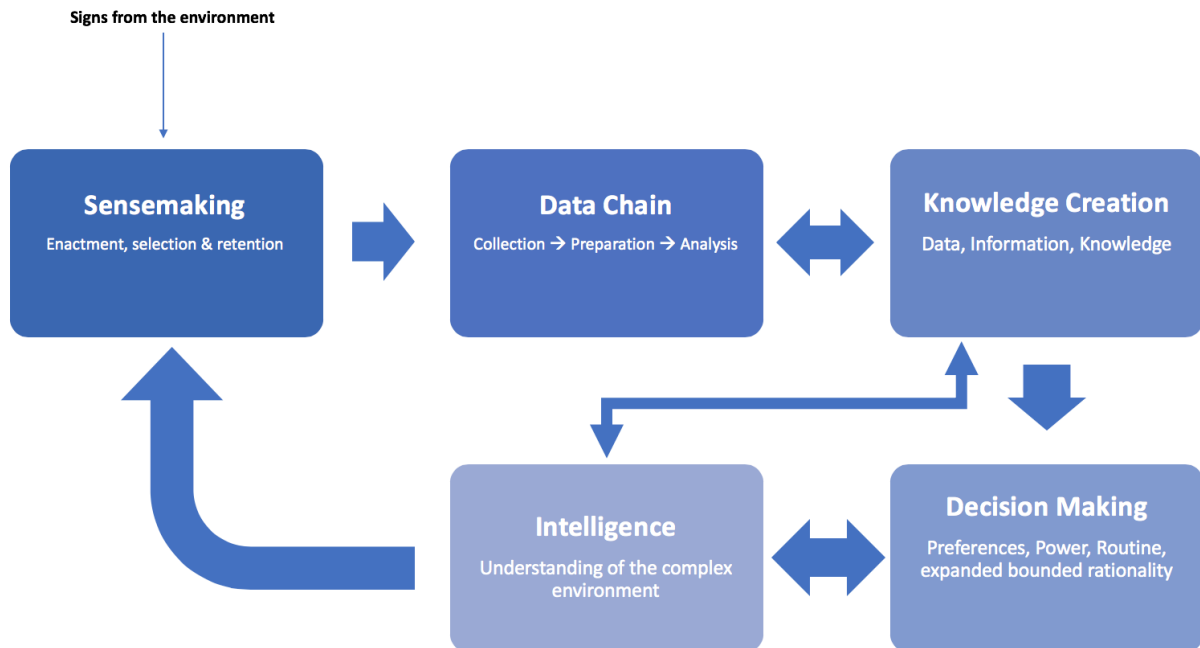 Signs from the environment
Sensemaking
Enactment, selection & retention
Data Chain
Collection → Preparation → Analysis
Knowledge Creation
Data, Information, Knowledge
Intelligence
Understanding of the complex
environment
Decision Making
Preferences, Power, Routine,
expanded bounded rationality